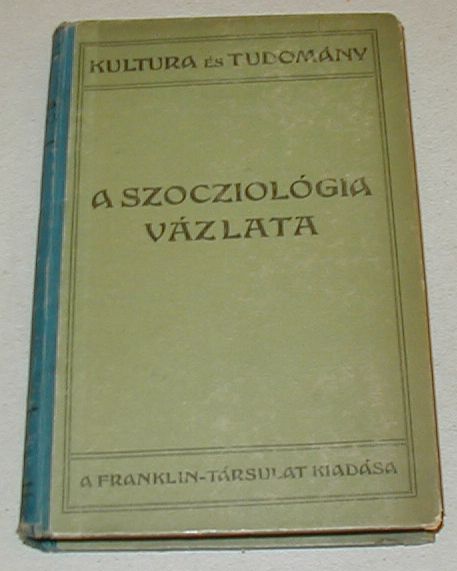 KULTURA ÉS TUDOMÁNY
A SZOCZIOLÓGIA
VÁZLATA
A FRANKLIN-TÁRSULAT KIADÁSA